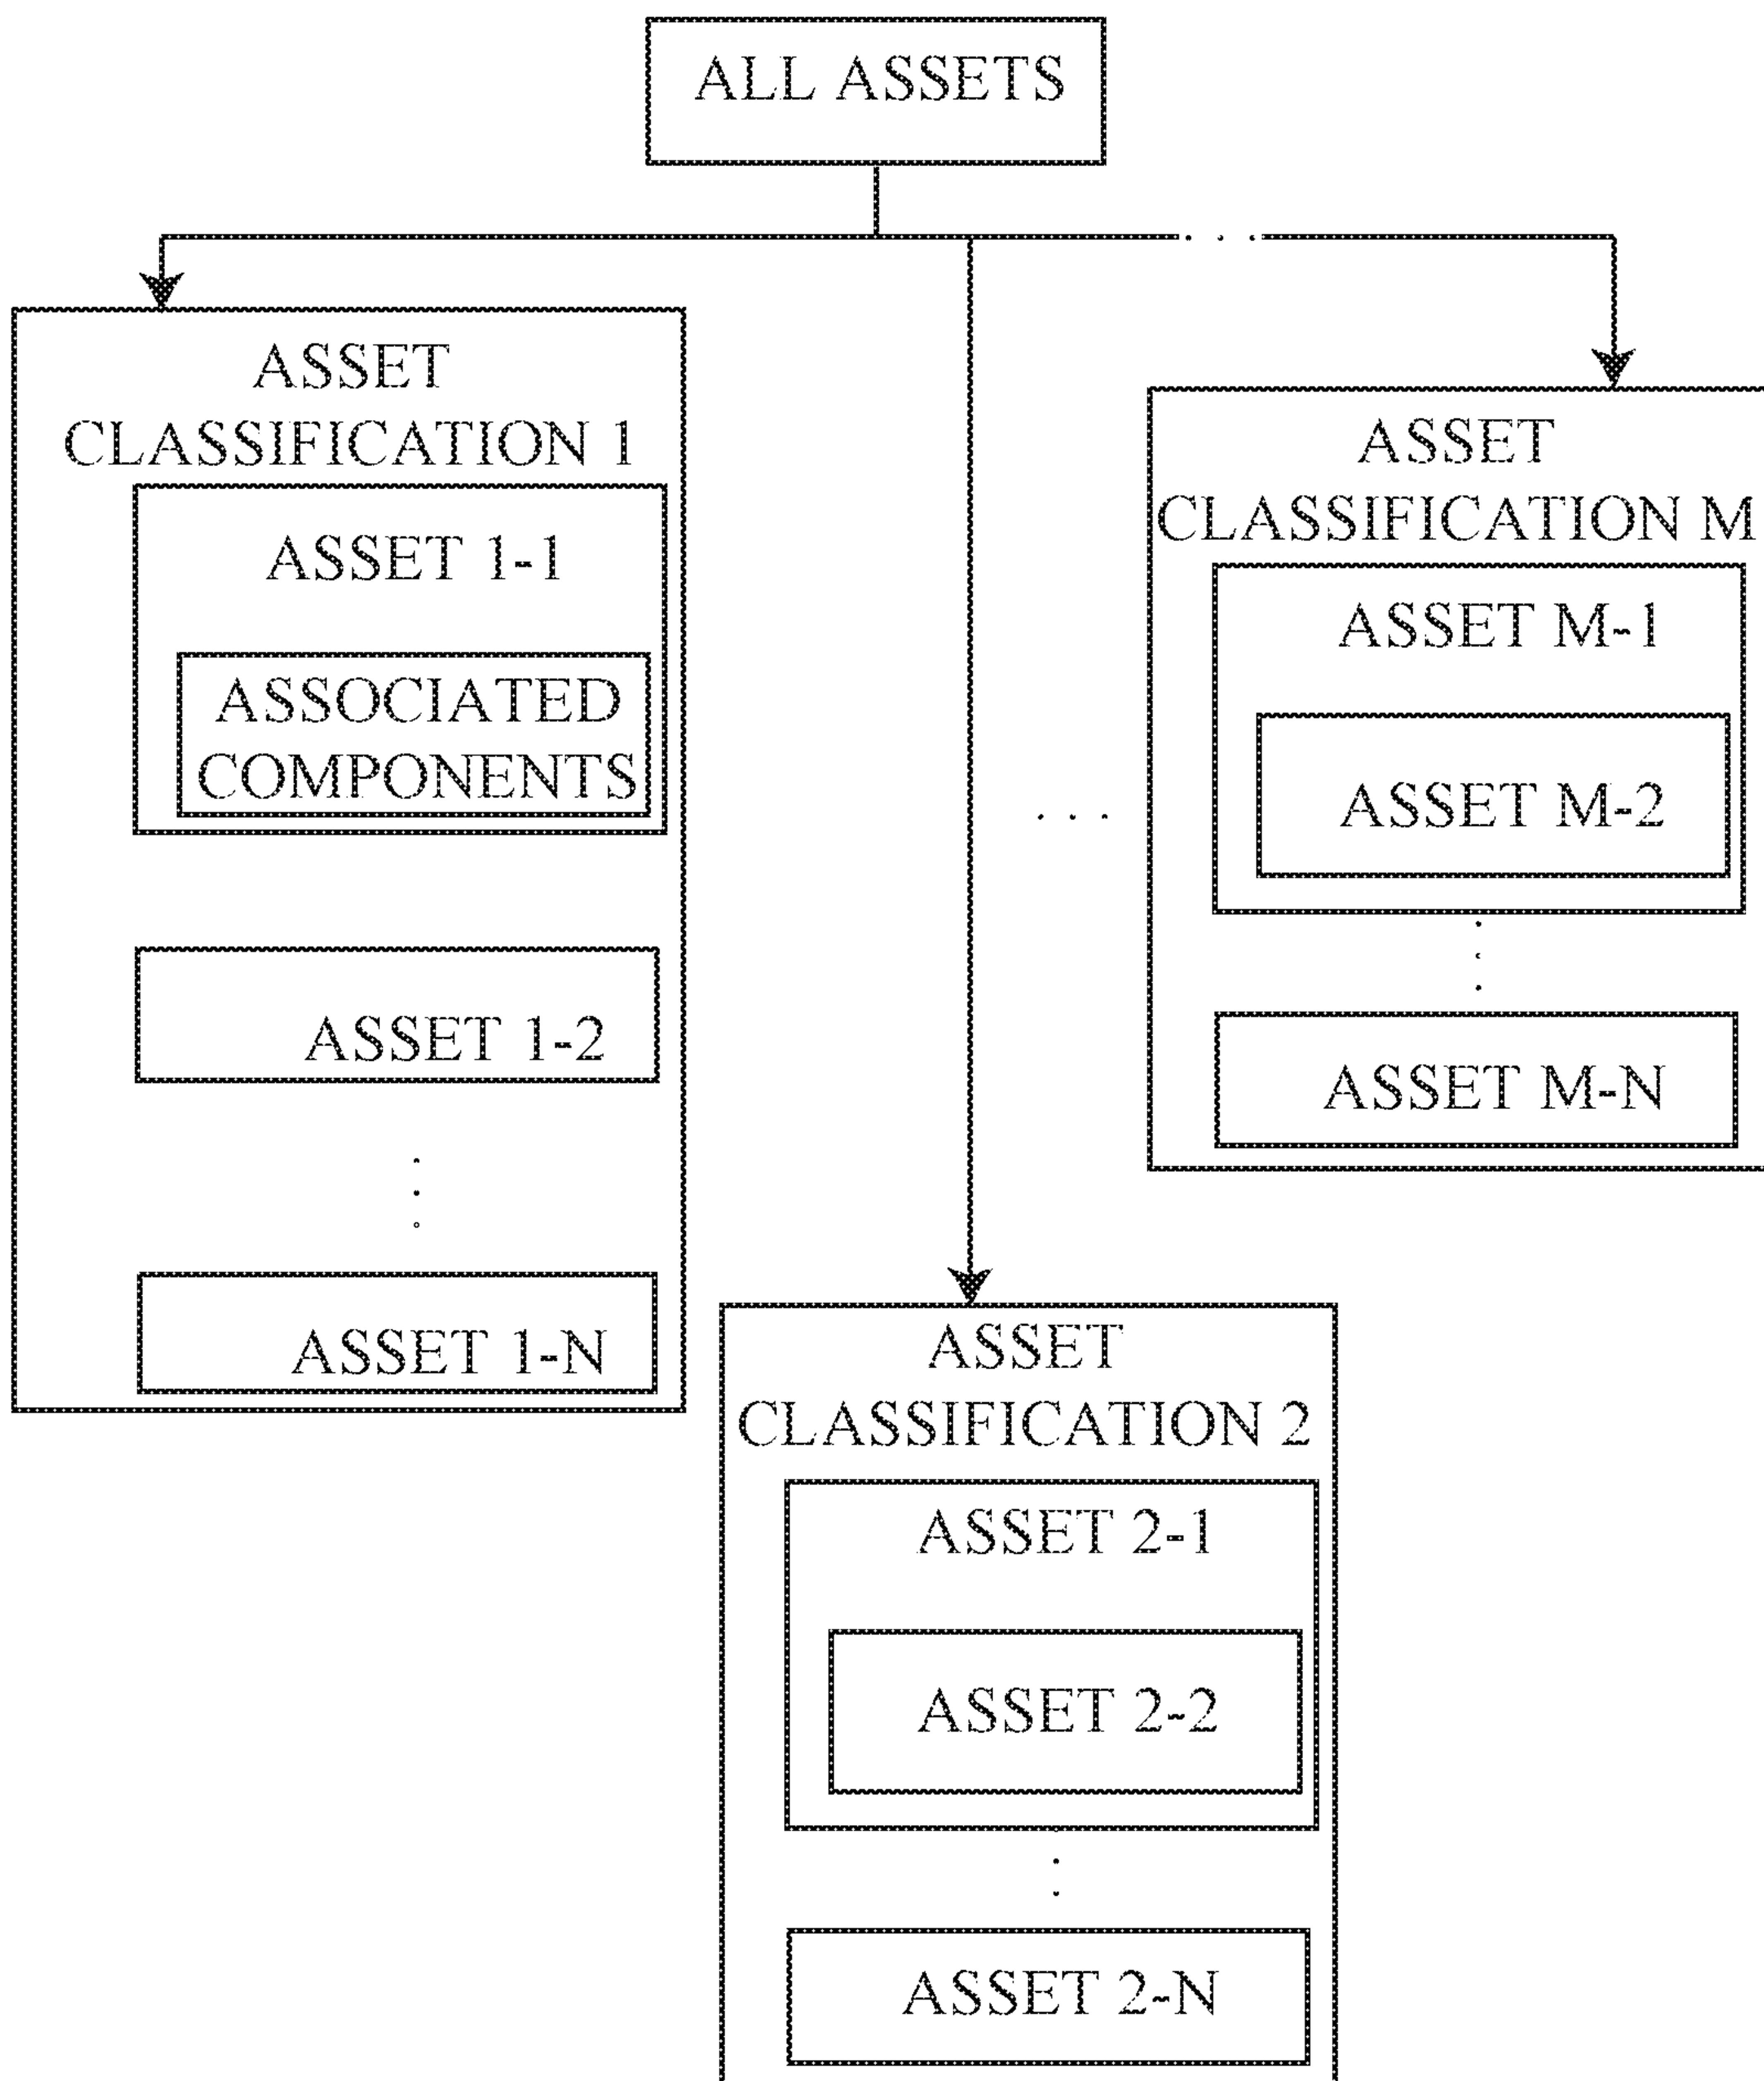 ALL ASSETS
ASSET
CLASSIFICATION 1
ASSET 1-1
ASSOCIATED
COMPONENTS
ASSET 1-2
ASSET 1-N
ASSET
CLASSIFICATION M
ASSET M-1
ASSET M-2
ASSET M-N
ASSET
CLASSIFICATION 2
ASSET 2-1
ASSET 2-2
ASSET 2-N